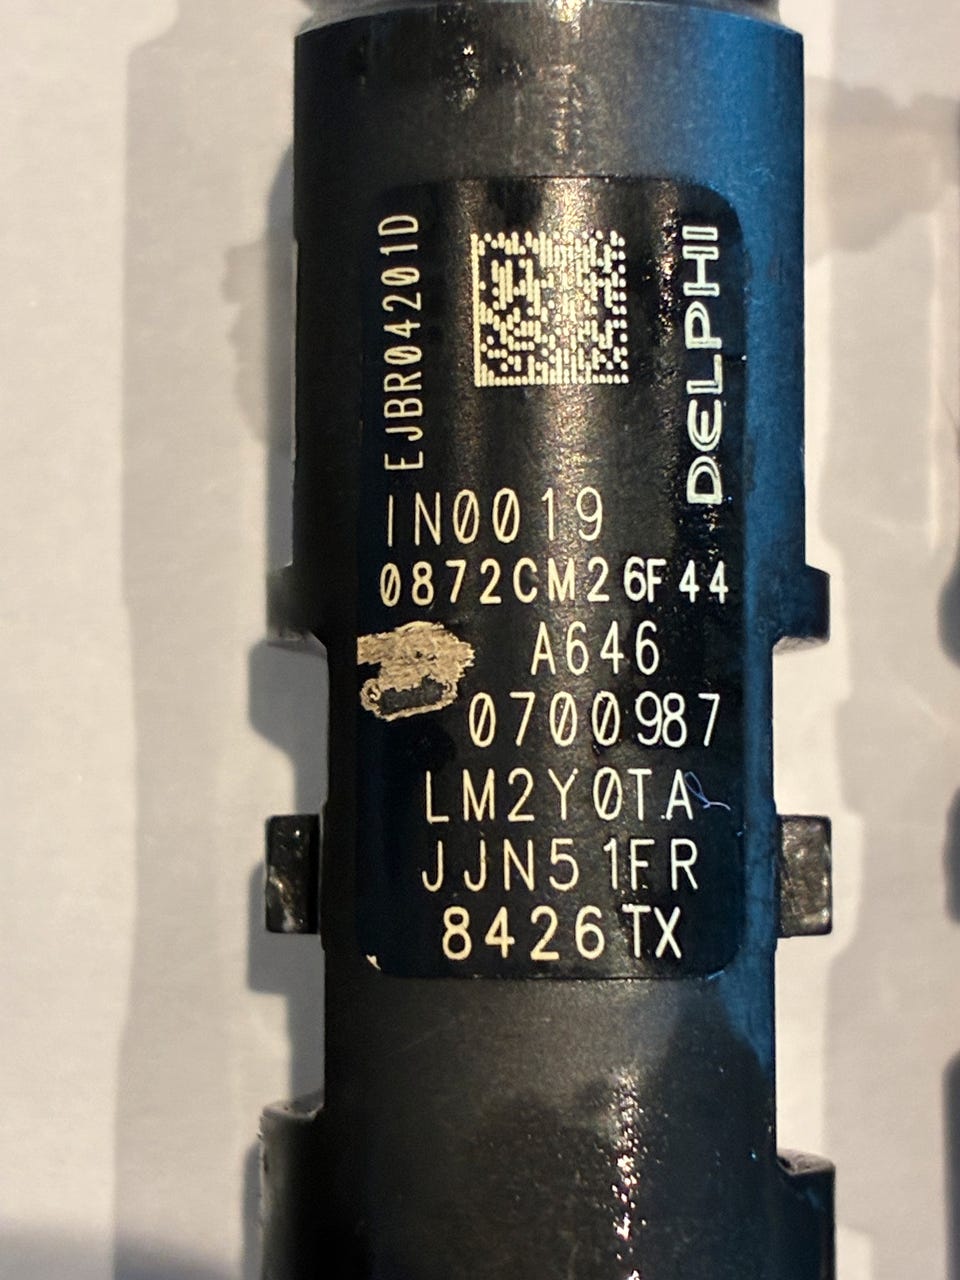 EJBR04201D
DELPHI
IN0019
0872CM26F44
A646
0700987
LM2Y0TA
JJN51FR
8426TX